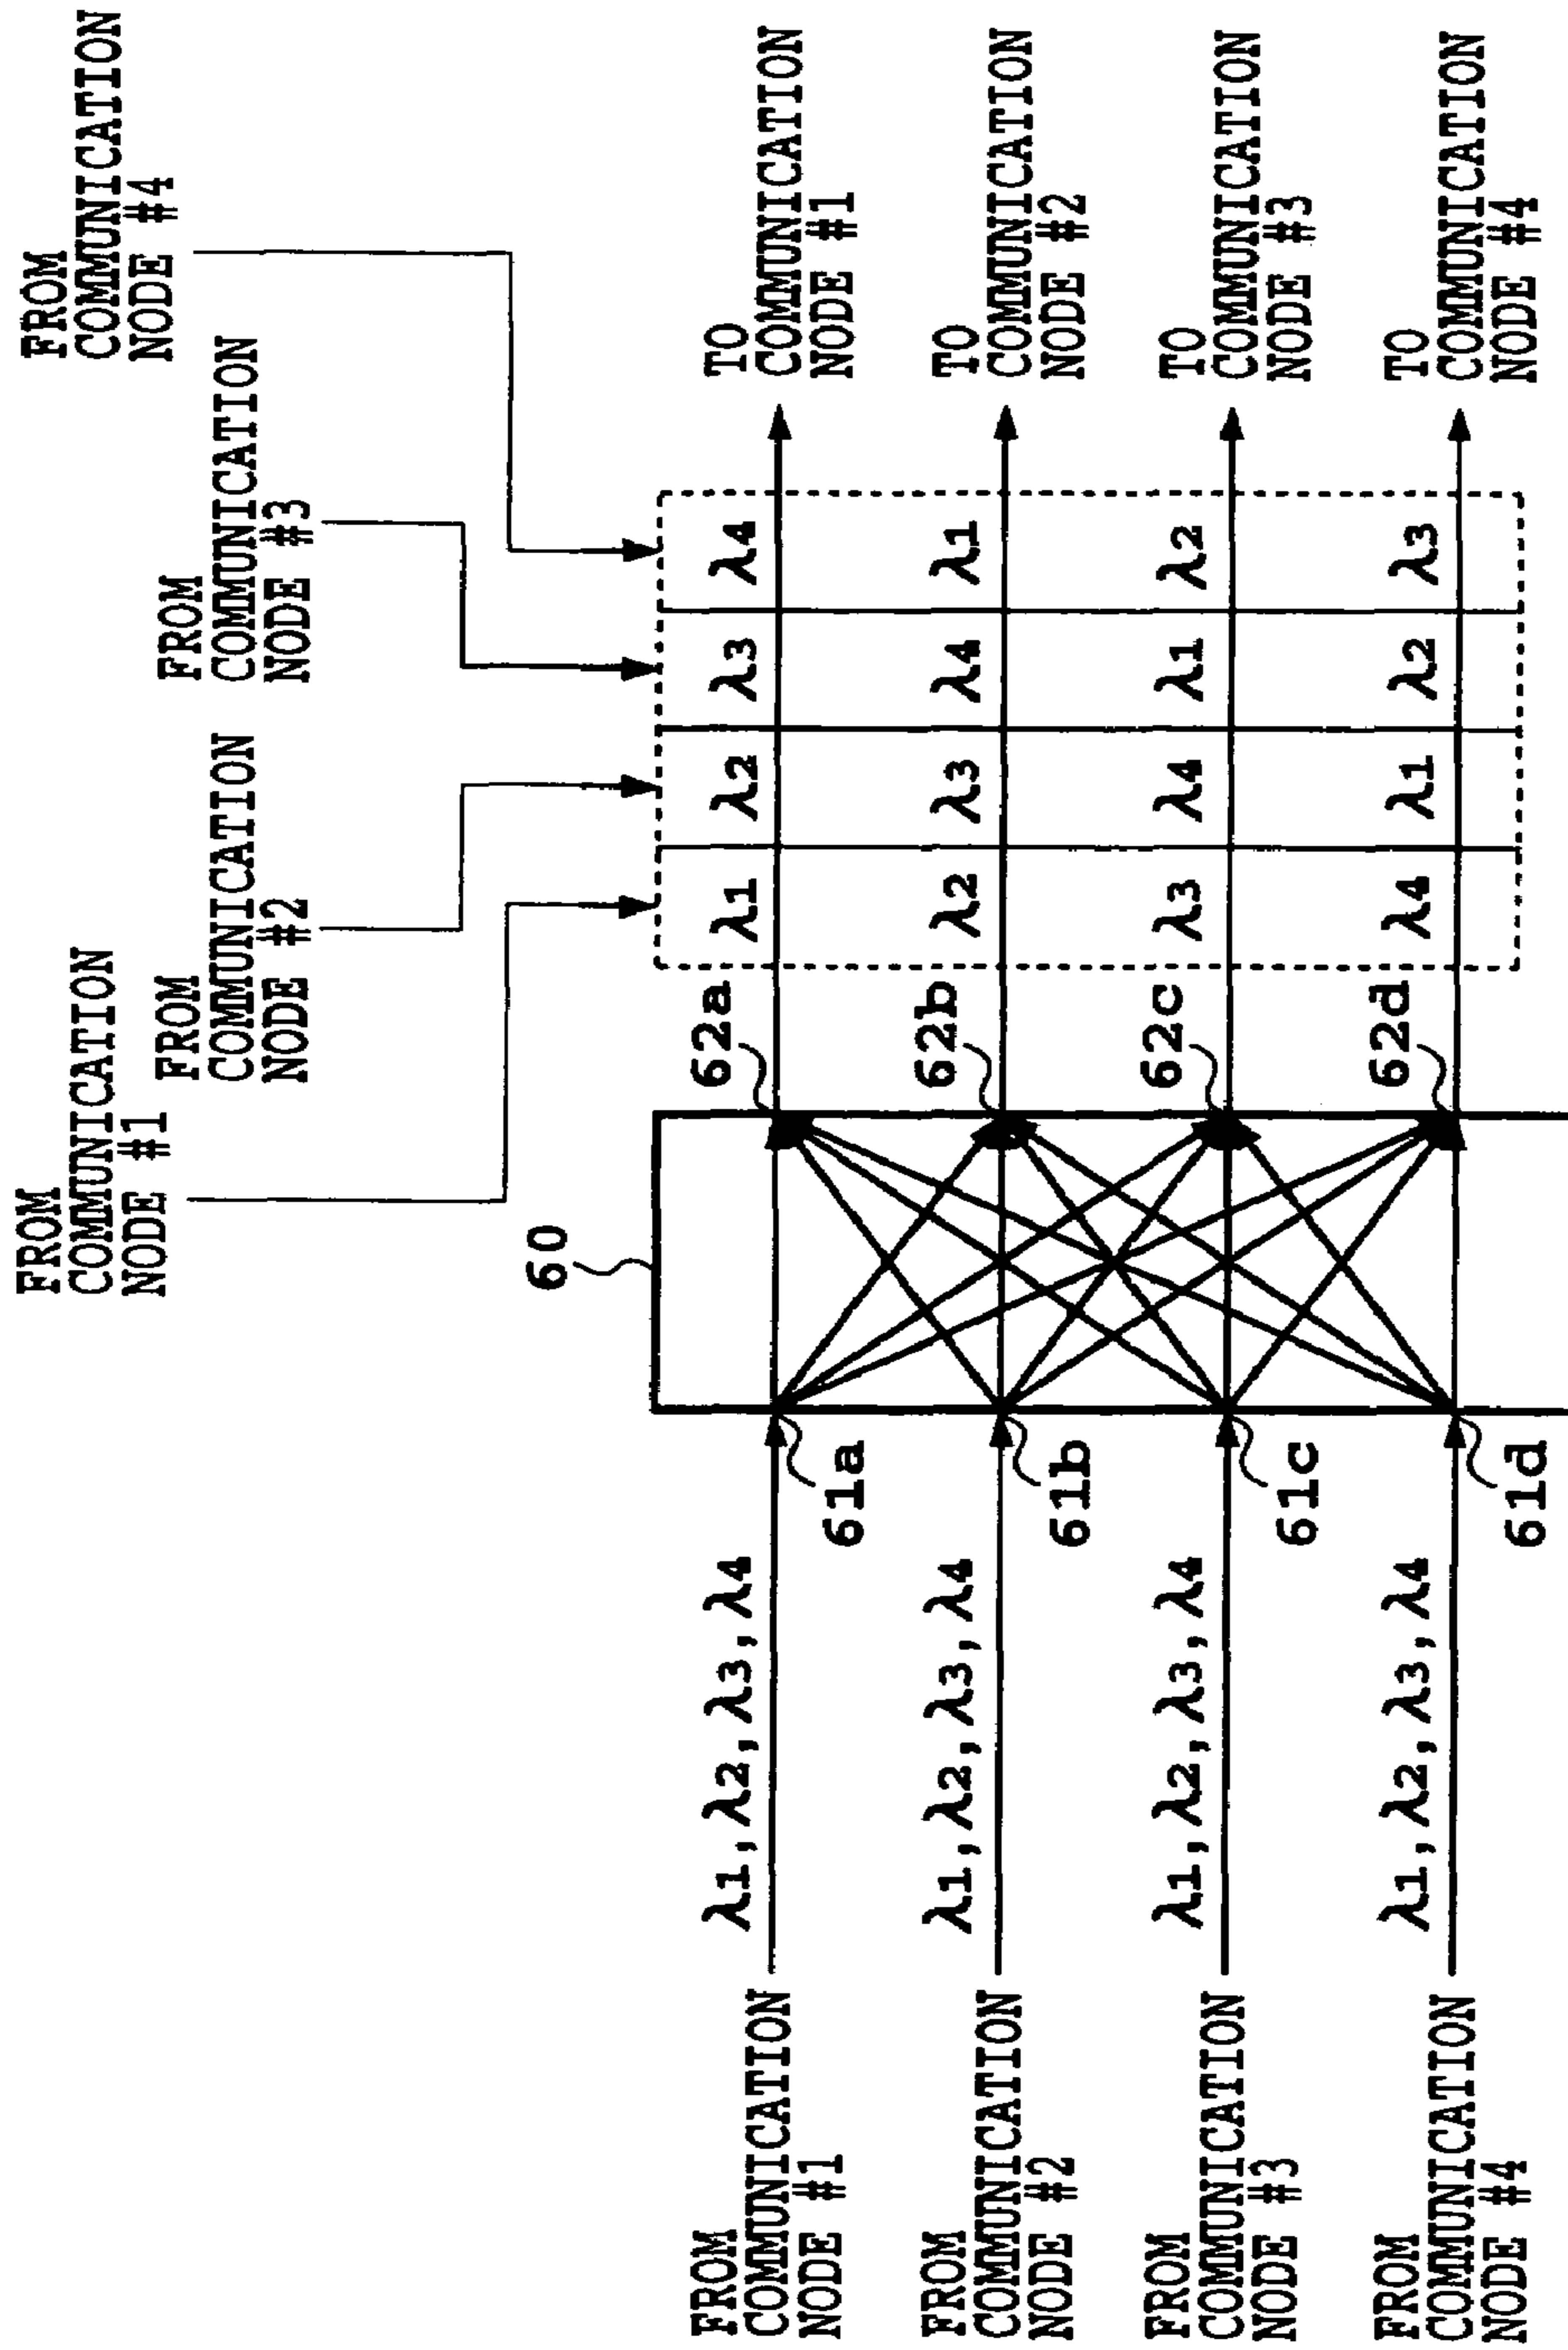 FROM
COMMUNICATION
NODE #1
FROM
COMMUNICATION
NODE #2
FROM
COMMUNICATION
NODE #3
FROM
COMMUNICATION
NODE #4
60
FROM
COMMUNICATION
NODE #1
λ1,λ2,λ3,λ4
61a
62a
λ1
λ2
λ3
λ4
TO
COMMUNICATION
NODE #1
FROM
COMMUNICATION
NODE #2
λ1,λ2,λ3,λ4
61b
62b
λ2
λ3
λ4
λ1
TO
COMMUNICATION
NODE #2
FROM
COMMUNICATION
NODE #3
λ1,λ2,λ3,λ4
61c
62c
λ3
λ4
λ1
λ2
TO
COMMUNICATION
NODE #3
FROM
COMMUNICATION
NODE #4
λ1,λ2,λ3,λ4
61d
62d
λ4
λ1
λ2
λ3
TO
COMMUNICATION
NODE #4